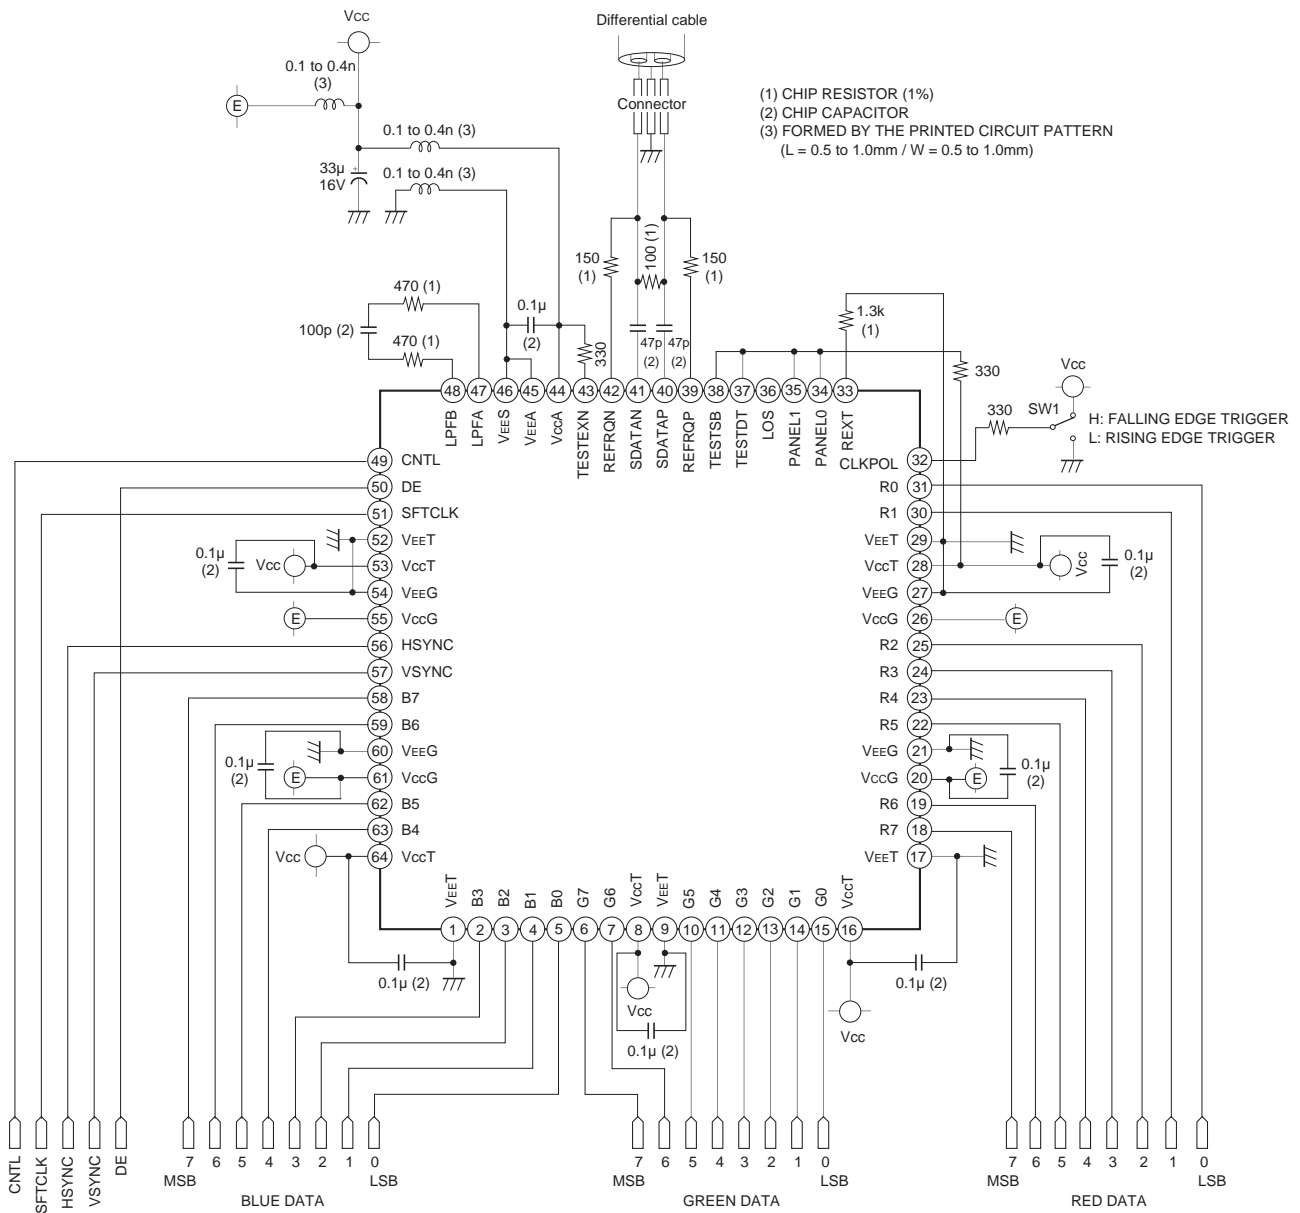 Vcc
Differential cable
0.1 to 0.4n
(3)
E
Connector
(1) CHIP RESISTOR (1%)
(2) CHIP CAPACITOR
(3) FORMED BY THE PRINTED CIRCUIT PATTERN
(L = 0.5 to 1.0mm / W = 0.5 to 1.0mm)
0.1 to 0.4n (3)
+
33µ
16V
0.1 to 0.4n (3)
150
(1)
100 (1)
150
(1)
470 (1)
100p (2)
470 (1)
0.1µ
(2)
330
47p
(2)
47p
(2)
1.3k
(1)
330
Vcc
330
SW1
H: FALLING EDGE TRIGGER
L: RISING EDGE TRIGGER
48 47 46 45 44 43 42 41 40 39 38 37 36 35 34 33
LPFB
LPFA
VEES
VEEA
VccA
TESTEXN
REFRQN
SDATAN
SDATAP
REFRQP
TESTSB
TESTDT
LOS
PANEL1
PANEL0
REXT
49 CNTL
50 DE
51 SFTCLK
52 VEET
53 VccT
54 VEEG
55 VccG
56 HSYNC
57 VSYNC
58 B7
59 B6
60 VEEG
61 VccG
62 B5
63 B4
64 VccT
0.1µ
(2)
Vcc
E
0.1µ
(2)
E
Vcc
CLKPOL 32
R0 31
R1 30
VEET 29
VccT 28
VEEG 27
VccG 26
R2 25
R3 24
R4 23
R5 22
VEEG 21
VccG 20
R6 19
R7 18
VEET 17
Vcc
0.1µ
(2)
E
0.1µ
(2)
E
VEET
B3
B2
B1
B0
G7
G6
VccT
VEET
G5
G4
G3
G2
G1
G0
VccT
1 2 3 4 5 6 7 8 9 10 11 12 13 14 15 16
0.1µ (2)
Vcc
0.1µ (2)
0.1µ (2)
Vcc
CNTL
SFTCLK
HSYNC
VSYNC
DE
7 6 5 4 3 2 1 0
MSB LSB
BLUE DATA
7 6 5 4 3 2 1 0
MSB LSB
GREEN DATA
7 6 5 4 3 2 1 0
MSB LSB
RED DATA